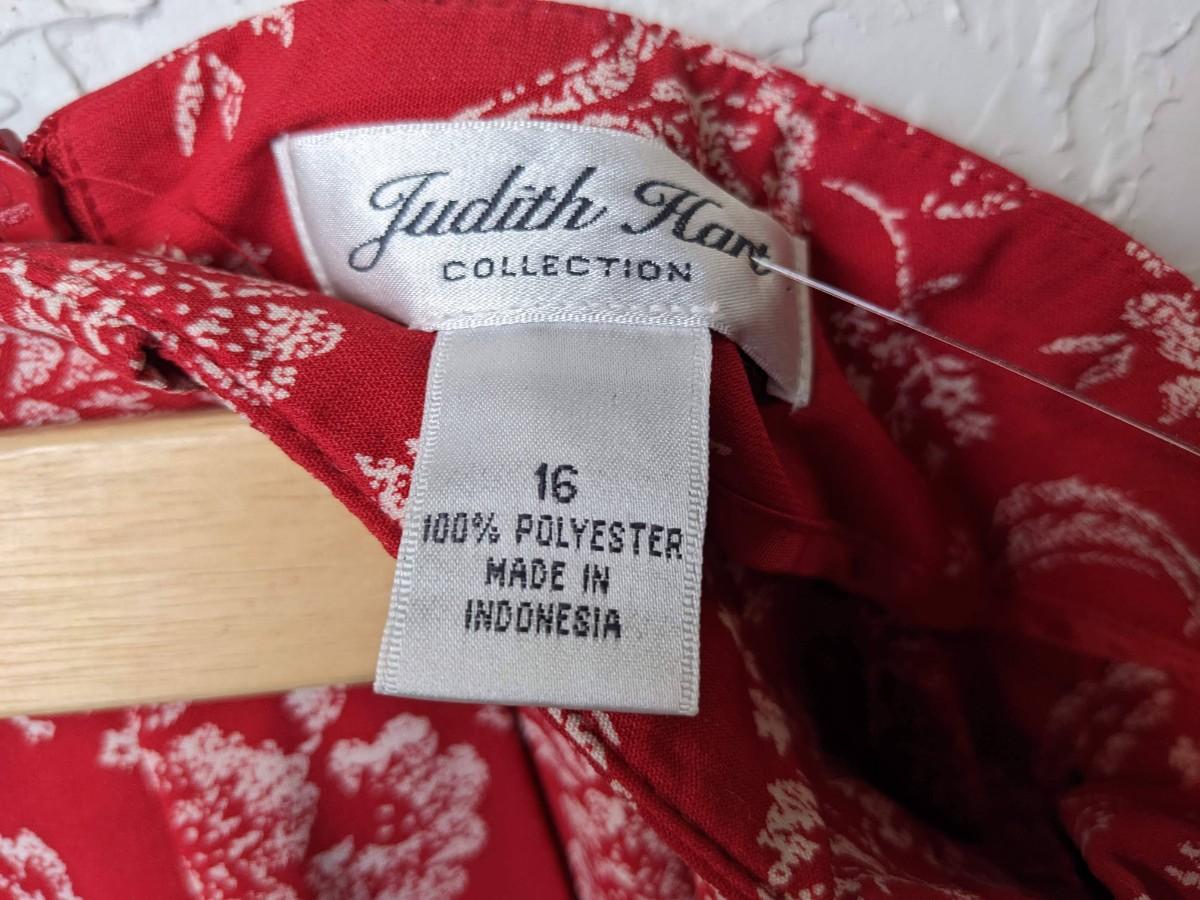 Judith Hart
COLLECTION
16
100% POLYESTER
MADE IN
INDONESIA